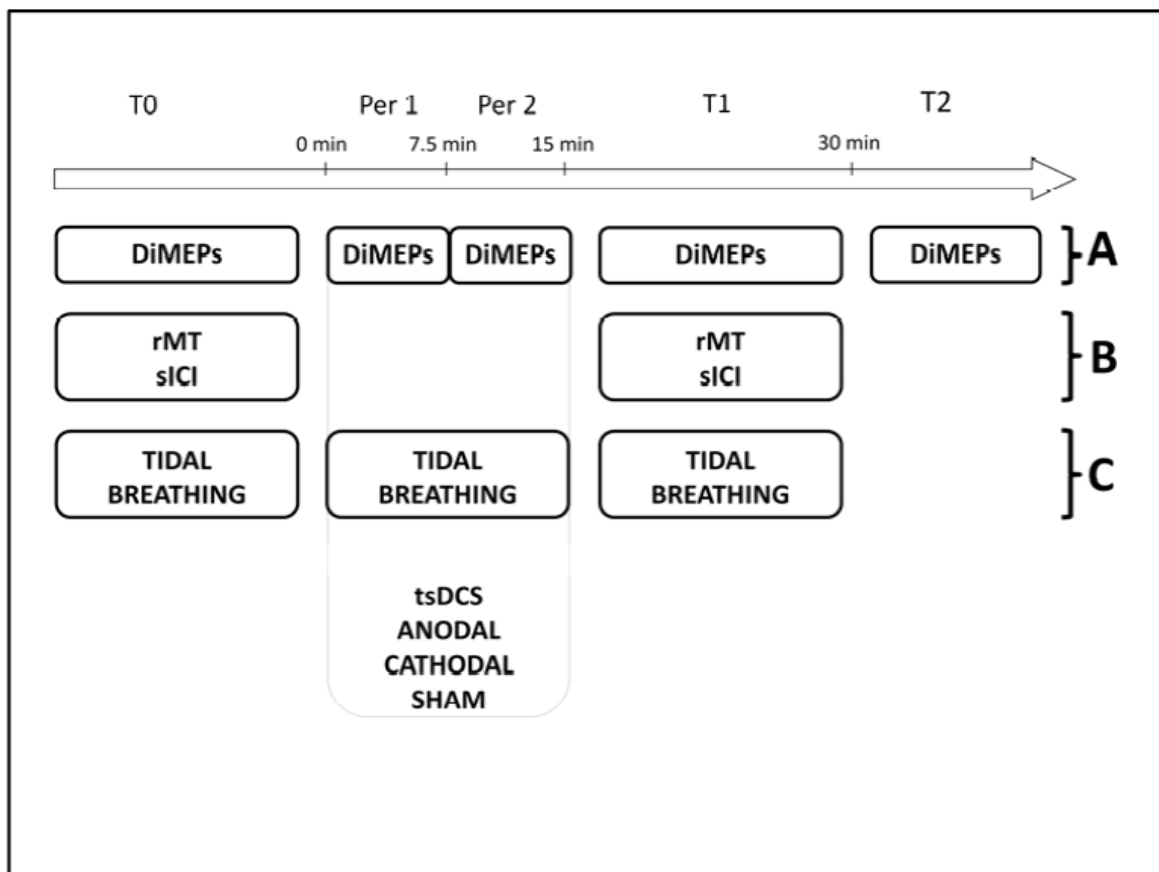 T0 Per 1 Per 2 T1 T2
0 min 7.5 min 15 min 30 min
DiMEPs DiMEPs DiMEPs DiMEPs DiMEPs A
rMT rMT
sICI sICI
B
TIDAL TIDAL TIDAL
BREATHING BREATHING BREATHING
C
tsDCS
ANODAL
CATHODAL
SHAM